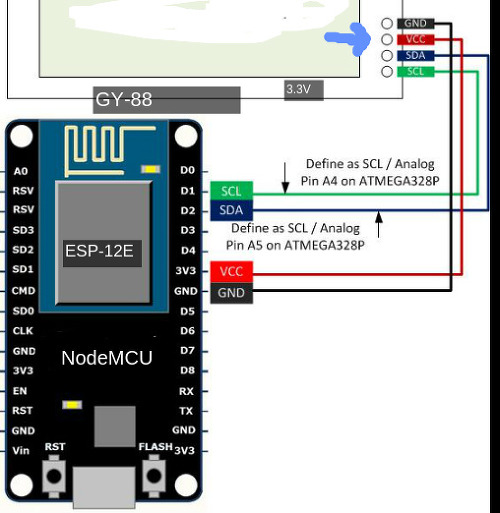 GND
VCC
SDA
SCL
3.3V
GY-88
Define as SCL / Analog
Pin A4 on ATMEGA328P
SCL
SDA
Define as SCL / Analog
Pin A5 on ATMEGA328P
VCC
GND
A0
RSV
RSV
SD3
SD2
SD1
CMD
SD0
CLK
GND
3V3
EN
RST
GND
Vin
ESP-12E
NodeMCU
RST
FLASH
D0
D1
D2
D3
D4
3V3
GND
D5
D6
D7
D8
RX
TX
GND
3V3